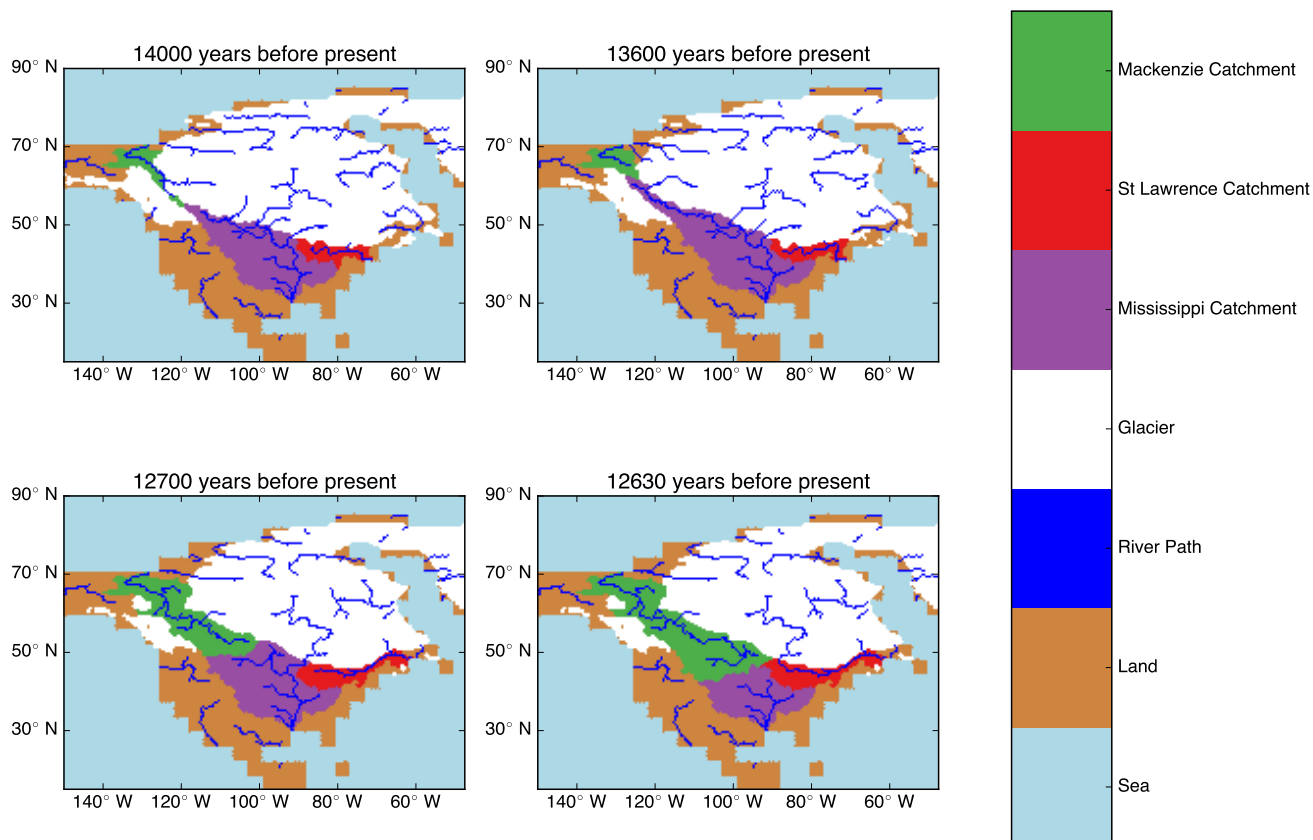 14000 years before present
13600 years before present
90° N
70° N
50° N
30° N
140° W 120° W 100° W 80° W 60° W
90° N
70° N
50° N
30° N
140° W 120° W 100° W 80° W 60° W
12700 years before present
12630 years before present
90° N
70° N
50° N
30° N
140° W 120° W 100° W 80° W 60° W
90° N
70° N
50° N
30° N
140° W 120° W 100° W 80° W 60° W
Mackenzie Catchment
St Lawrence Catchment
Mississippi Catchment
Glacier
River Path
Land
Sea